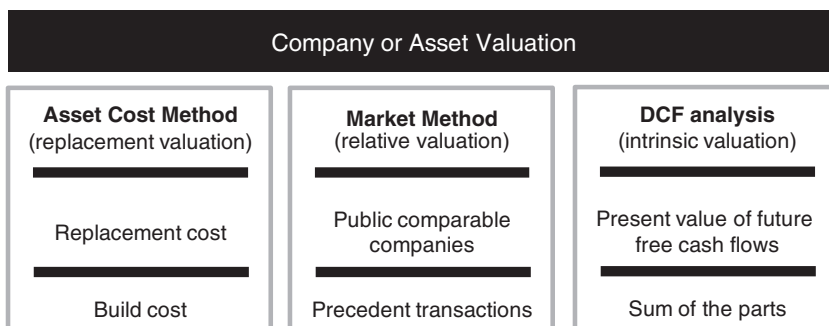 Company or Asset Valuation
Asset Cost Method
(replacement valuation)
Replacement cost
Build cost
Market Method
(relative valuation)
Public comparable
companies
Precedent transactions
DCF analysis
(intrinsic valuation)
Present value of future
free cash flows
Sum of the parts